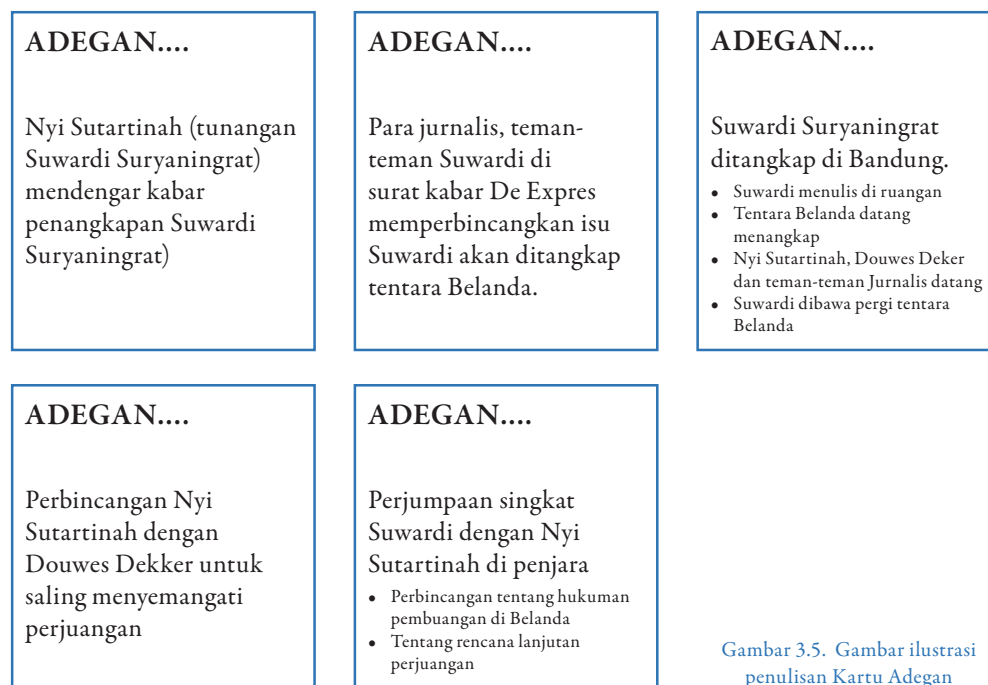 ADEGAN....
Nyi Sutartinah (tunangan
Suwardi Suryaningrat)
mendengar kabar
penangkapan Suwardi
Suryaningrat)
ADEGAN....
Para jurnalis, teman-
teman Suwardi di
surat kabar De Expres
memperbincangkan isu
Suwardi akan ditangkap
tentara Belanda.
ADEGAN....
Suwardi Suryaningrat
ditangkap di Bandung.
• Suwardi menulis di ruangan
• Tentara Belanda datang
menangkap
• Nyi Sutartinah, Douwes Deker
dan teman-teman Jurnalis datang
• Suwardi dibawa pergi tentara
Belanda
ADEGAN....
Perbincangan Nyi
Sutartinah dengan
Douwes Dekker untuk
saling menyemangati
perjuangan
ADEGAN....
Perjumpaan singkat
Suwardi dengan Nyi
Sutartinah di penjara
• Perbincangan tentang hukuman
pembuangan di Belanda
• Tentang rencana lanjutan
perjuangan
Gambar 3.5. Gambar ilustrasi
penulisan Kartu Adegan